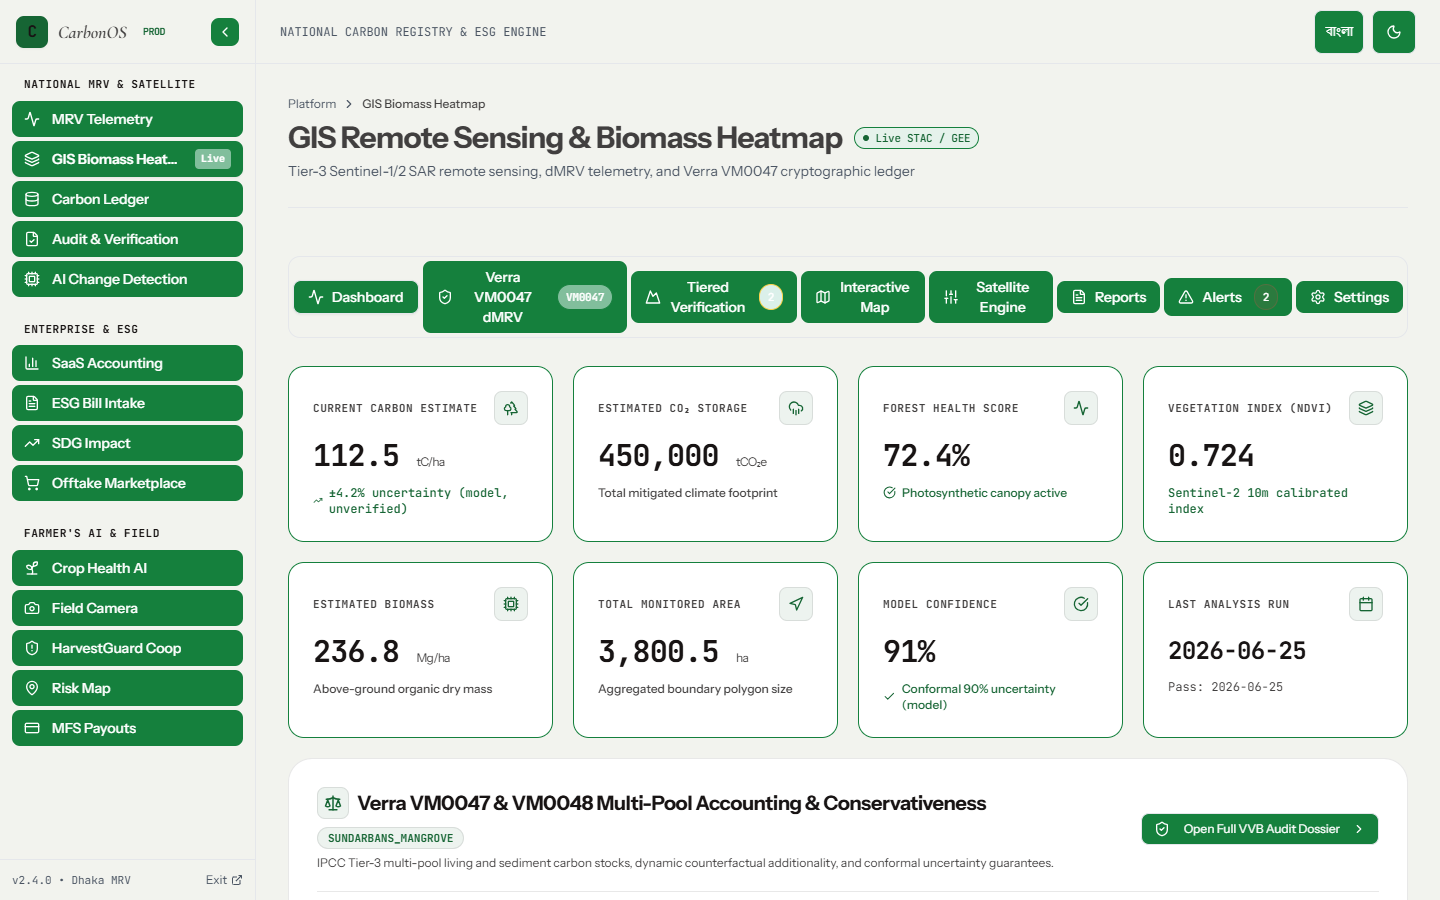 C CarbonOS PROD
NATIONAL CARBON REGISTRY & ESG ENGINE
বাংলা
NATIONAL MRV & SATELLITE
MRV Telemetry
GIS Biomass Heat... Live
Carbon Ledger
Audit & Verification
AI Change Detection
ENTERPRISE & ESG
SaaS Accounting
ESG Bill Intake
SDG Impact
Offtake Marketplace
FARMER'S AI & FIELD
Crop Health AI
Field Camera
HarvestGuard Coop
Risk Map
MFS Payouts
v2.4.0 • Dhaka MRV
Exit
Platform > GIS Biomass Heatmap
GIS Remote Sensing & Biomass Heatmap
Live STAC / GEE
Tier-3 Sentinel-1/2 SAR remote sensing, dMRV telemetry, and Verra VM0047 cryptographic ledger
Dashboard
Verra
VM0047
dMRV
VM0047
Tiered
Verification
2
Interactive
Map
Satellite
Engine
Reports
Alerts 2
Settings
CURRENT CARBON ESTIMATE
112.5 tC/ha
±4.2% uncertainty (model,
unverified)
ESTIMATED CO₂ STORAGE
450,000 tCO₂e
Total mitigated climate footprint
FOREST HEALTH SCORE
72.4%
Photosynthetic canopy active
VEGETATION INDEX (NDVI)
0.724
Sentinel-2 10m calibrated
index
ESTIMATED BIOMASS
236.8 Mg/ha
Above-ground organic dry mass
TOTAL MONITORED AREA
3,800.5 ha
Aggregated boundary polygon size
MODEL CONFIDENCE
91%
Conformal 90% uncertainty
(model)
LAST ANALYSIS RUN
2026-06-25
Pass: 2026-06-25
Verra VM0047 & VM0048 Multi-Pool Accounting & Conservativeness
SUNDARBANS_MANGROVE
IPCC Tier-3 multi-pool living and sediment carbon stocks, dynamic counterfactual additionality, and conformal uncertainty guarantees.
Open Full VVB Audit Dossier